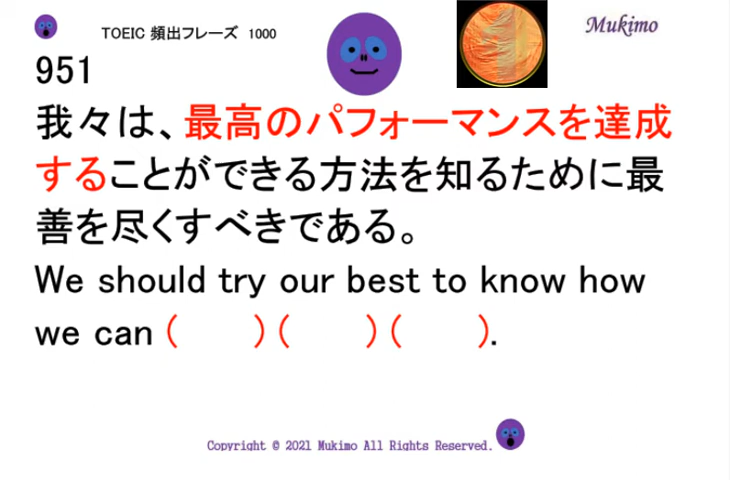 TOEIC 頻出フレーズ 1000
Mukimo
951
我々は、最高のパフォーマンスを達成
することができる方法を知るために最
善を尽くすべきである。
We should try our best to know how
we can (　　)(　　)(　　).
Copyright © 2021 Mukimo All Rights Reserved.